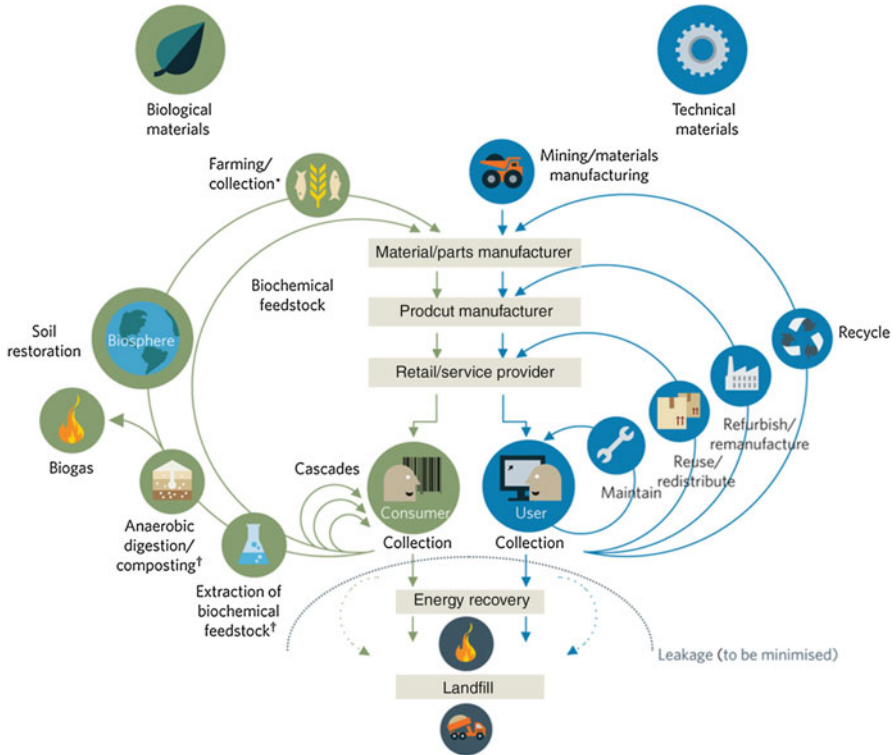 Biological
materials
Technical
materials
Farming/
collection*
Mining/materials
manufacturing
Material/parts manufacturer
Biochemical
feedstock
Prodcut manufacturer
Soil
restoration
Biosphere
Recycle
Retail/service provider
Refurbish/
remanufacture
Biogas
Reuse/
redistribute
Cascades
Maintain
Consumer
User
Anaerobic
digestion/
composting†
Collection
Collection
Extraction of
biochemical
feedstock†
Energy recovery
Leakage (to be minimised)
Landfill